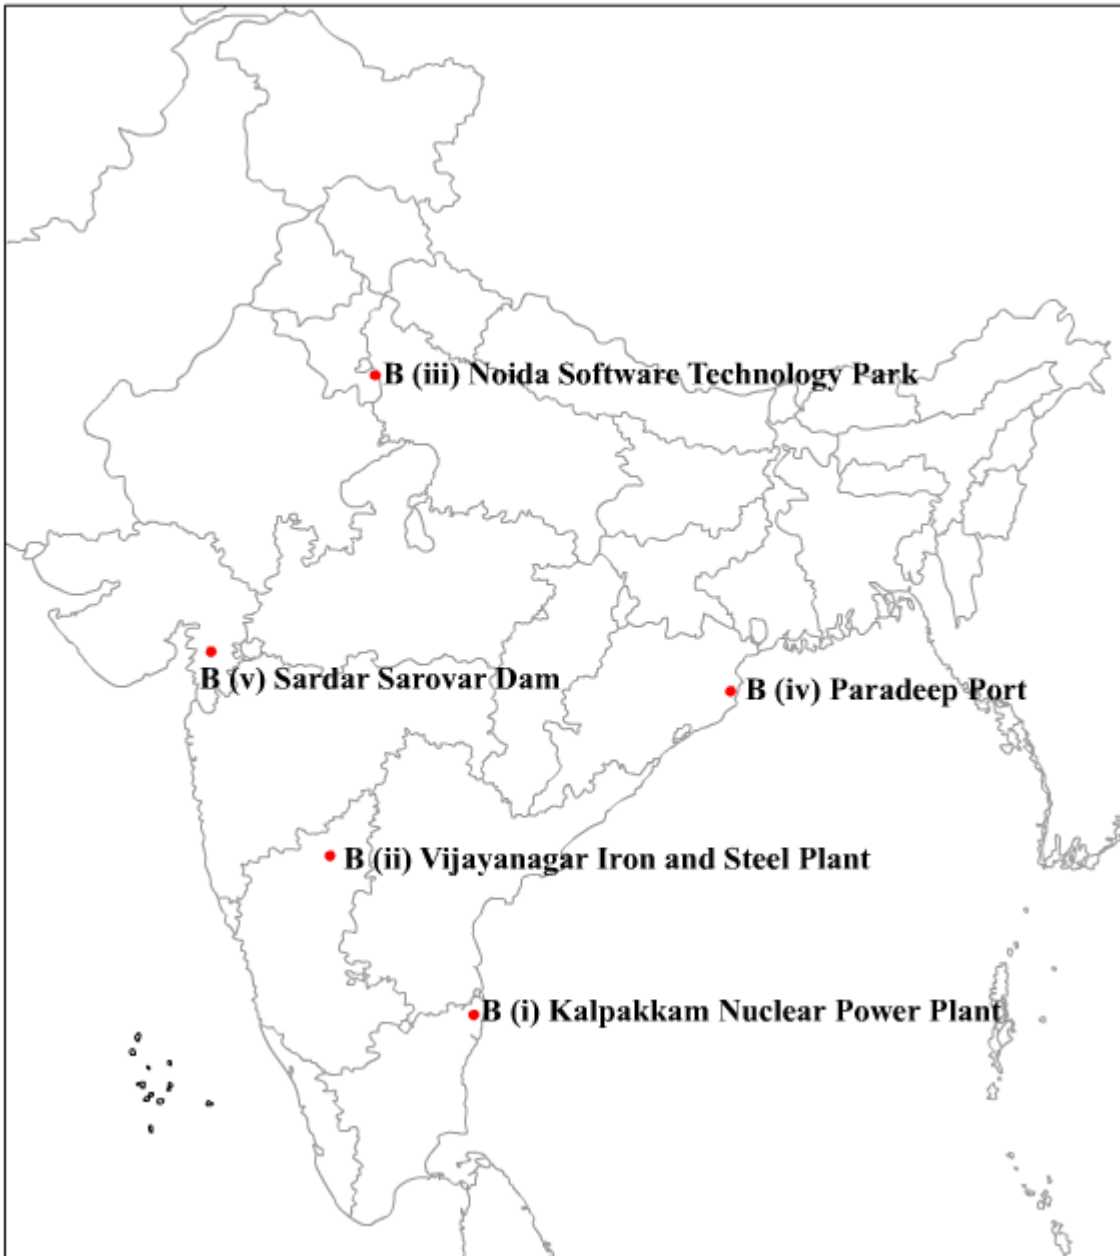 B (iii) Noida Software Technology Park
B (v) Sardar Sarovar Dam
B (iv) Paradeep Port
B (ii) Vijayanagar Iron and Steel Plant
B (i) Kalpakkam Nuclear Power Plant